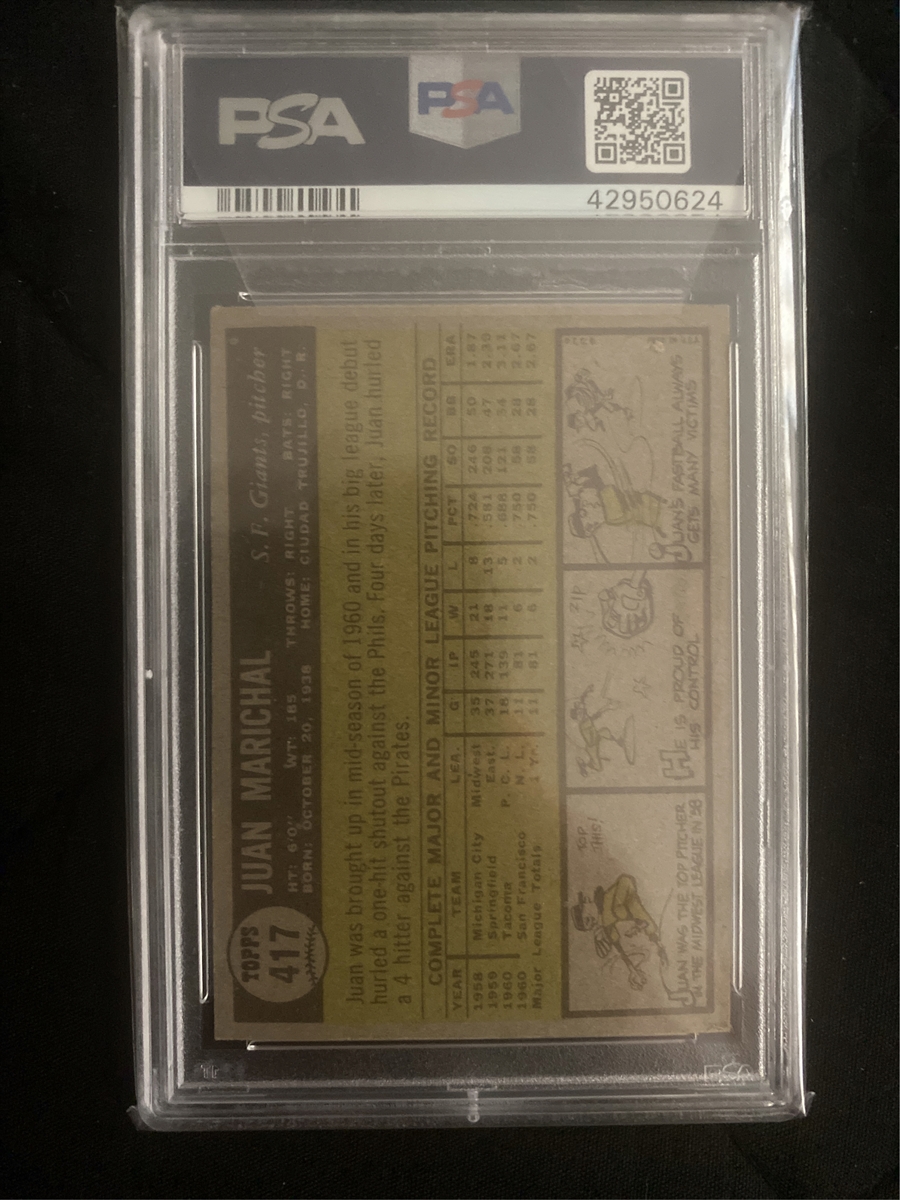 PSA
PSA
42950624
TOPPS
417
JUAN MARICHAL - S. F. Giants, pitcher
HT: 6'0" WT: 185 THROWS: RIGHT BATS: RIGHT
BORN: OCTOBER 20, 1938 HOME: CIUDAD TRUJILLO, D. R.
Juan was brought up in mid-season of 1960 and in his big league debut
hurled a one-hit shutout against the Phils. Four days later, Juan hurled
a 4 hitter against the Pirates.
COMPLETE MAJOR AND MINOR LEAGUE PITCHING RECORD
YEAR TEAM LEA. G IP W L PCT SO BB ERA
1958 Michigan City Midwest 35 245 21 8 .724 246 50 1.87
1959 Springfield East. 37 271 18 13 .581 208 47 2.39
1960 Tacoma P. C. L. 18 139 11 5 .688 121 34 3.11
1960 San Francisco N. L. 11 81 6 2 .750 58 28 2.67
Major League Totals 1 Yr. 11 81 6 2 .750 58 28 2.67
TOP
THIS!
JUAN WAS THE TOP PITCHER
IN THE MIDWEST LEAGUE IN '58
ZIP
HE IS PROUD OF
HIS CONTROL
JUAN'S FASTBALL ALWAYS
GETS MANY VICTIMS
PSA